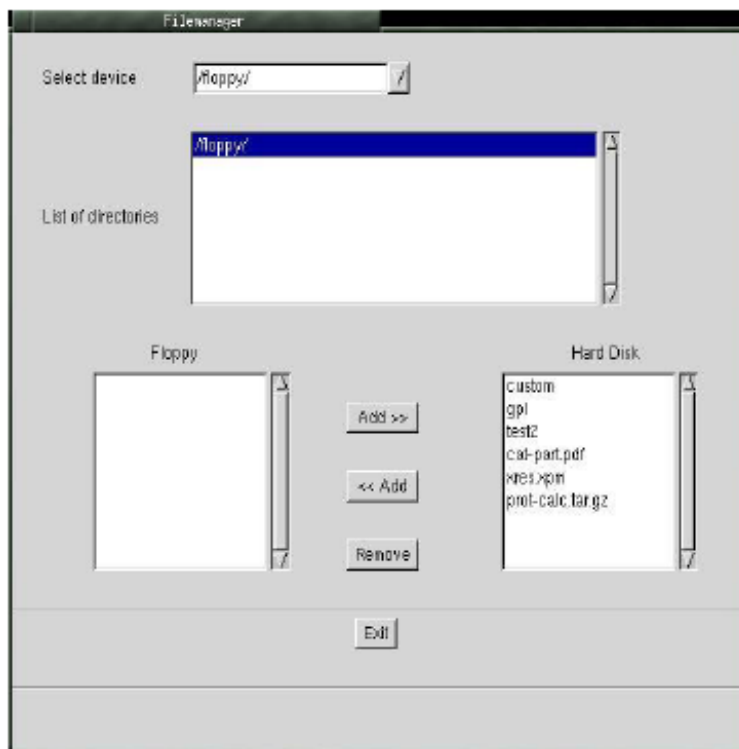 Filemanager
Select device
/floppy/
/floppy/
List of directories
Floppy
Hard Disk
custom
gpl
test2
cat-part.pdf
xres.xpm
prot-calc.tar.gz
Add >>
<< Add
Remove
Exit